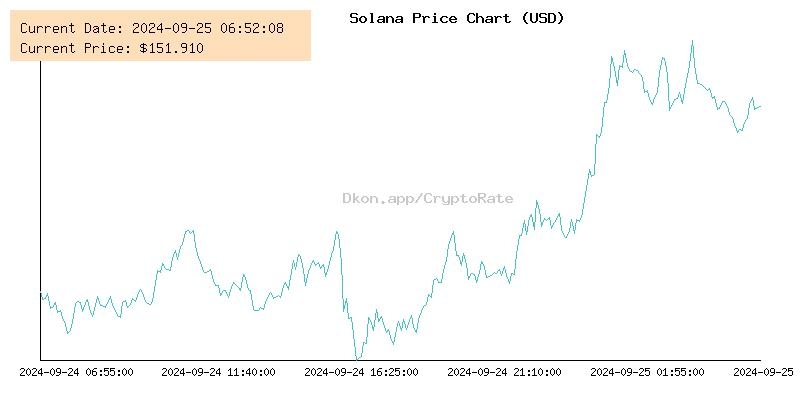 Solana Price Chart (USD)
Current Date: 2024-09-25 06:52:08
Current Price: $151.910
Dkon.app/CryptoRate
2024-09-24 06:55:00 2024-09-24 11:40:00 2024-09-24 16:25:00 2024-09-24 21:10:00 2024-09-25 01:55:00 2024-09-25